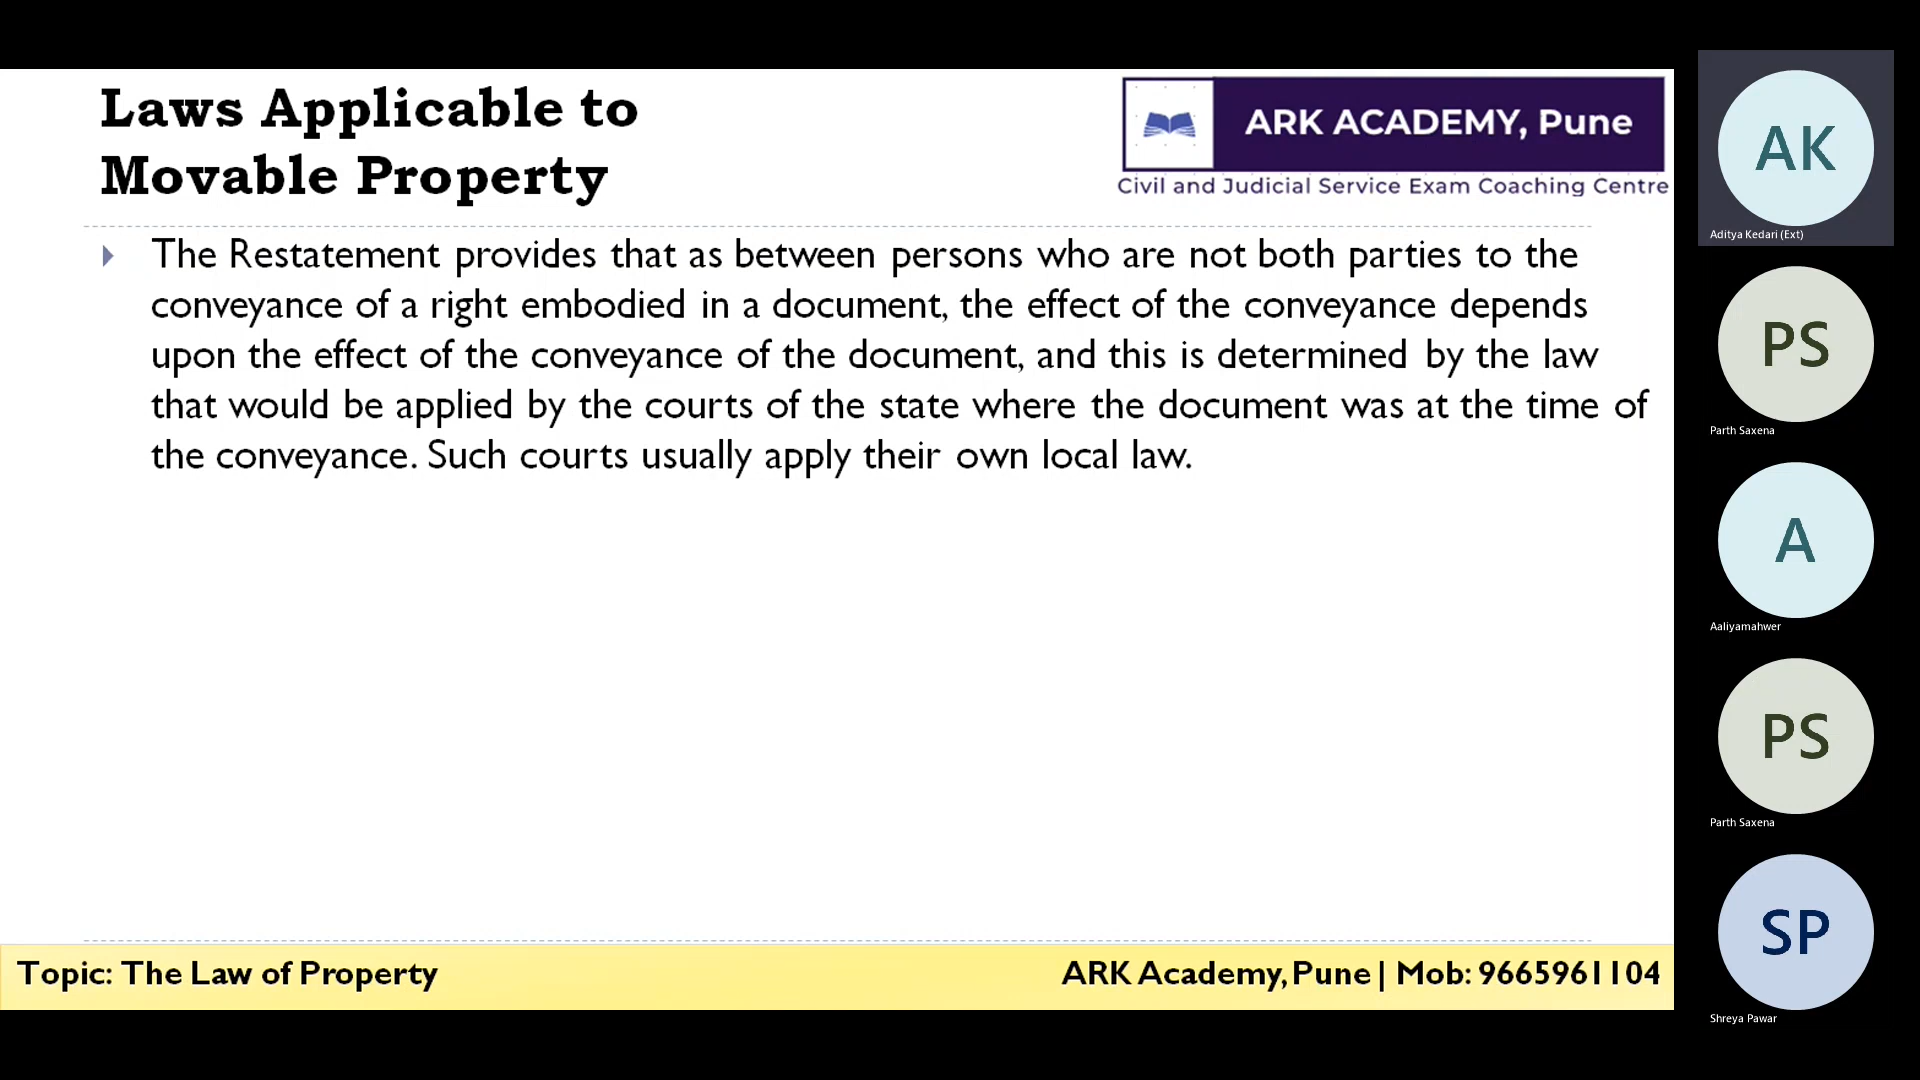 Laws Applicable to
Movable Property
ARK ACADEMY, Pune
Civil and Judicial Service Exam Coaching Centre
The Restatement provides that as between persons who are not both parties to the
conveyance of a right embodied in a document, the effect of the conveyance depends
upon the effect of the conveyance of the document, and this is determined by the law
that would be applied by the courts of the state where the document was at the time of
the conveyance. Such courts usually apply their own local law.
Topic: The Law of Property
ARK Academy, Pune | Mob: 9665961104
AK
Aditya Kedari (Ext)
PS
Parth Saxena
A
Aaliyamahwer
PS
Parth Saxena
SP
Shreya Pawar